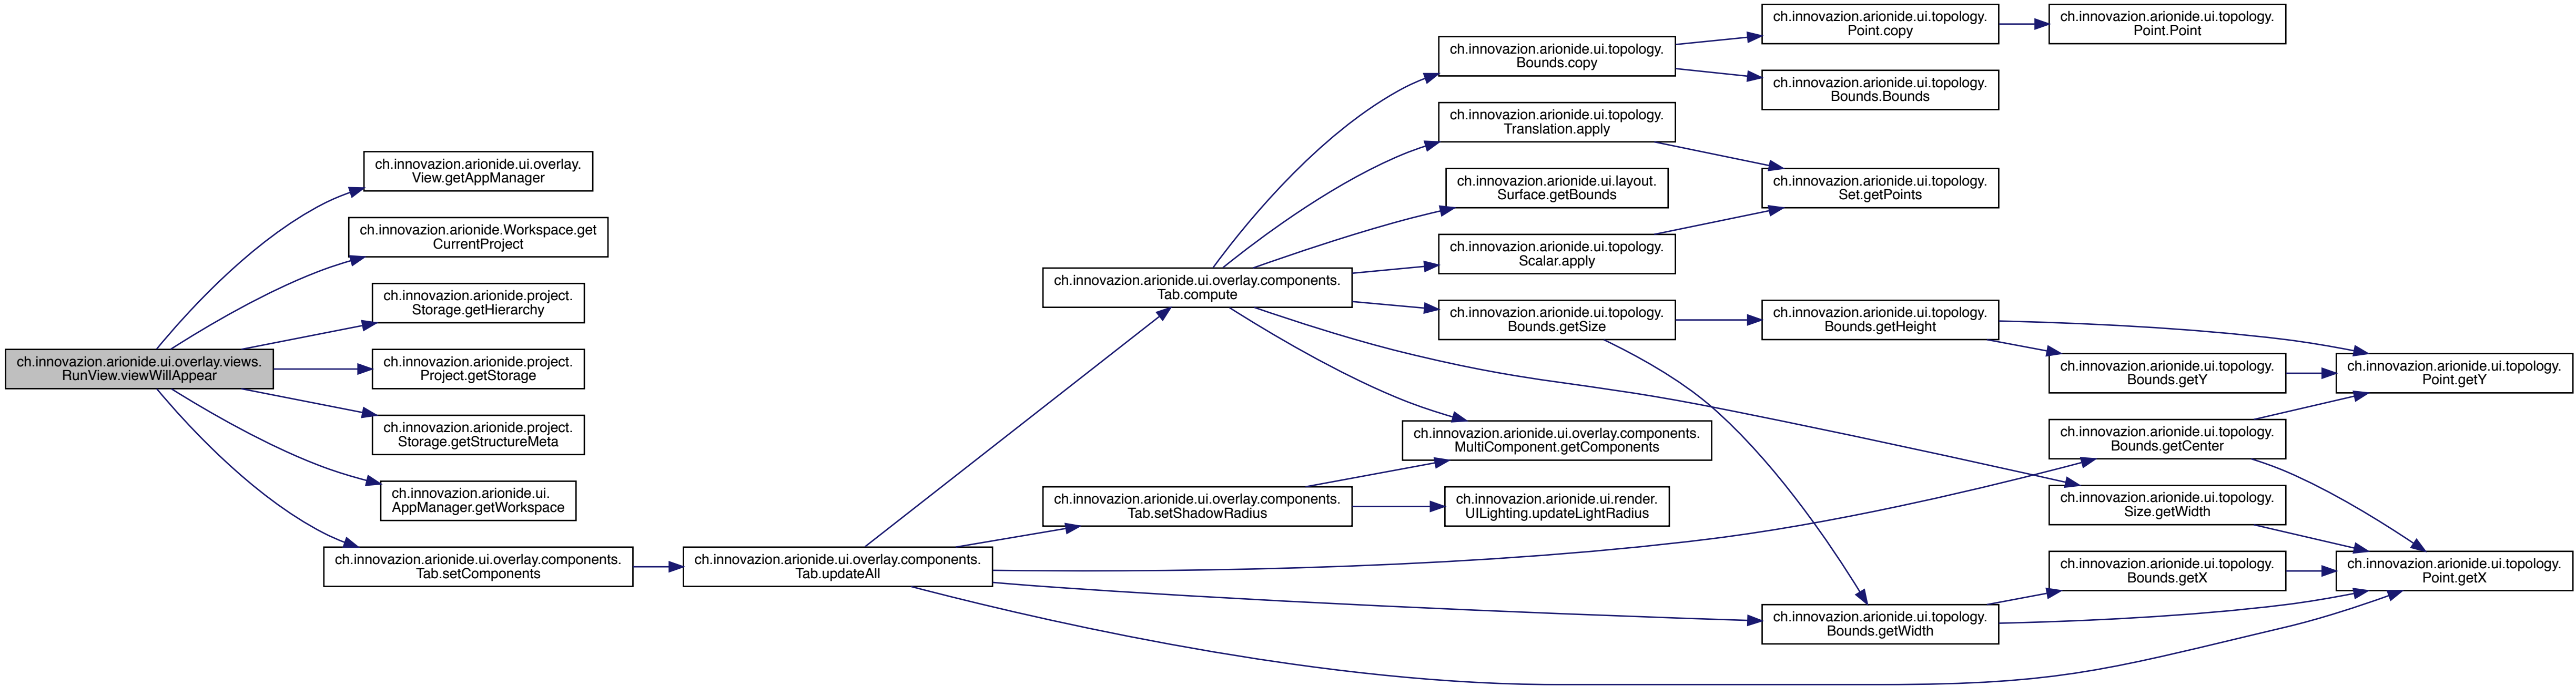 ch.innovazion.arionide.ui.overlay.views.
RunView.viewWillAppear
ch.innovazion.arionide.ui.overlay.
View.getAppManager
ch.innovazion.arionide.Workspace.get
CurrentProject
ch.innovazion.arionide.project.
Storage.getHierarchy
ch.innovazion.arionide.project.
Project.getStorage
ch.innovazion.arionide.project.
Storage.getStructureMeta
ch.innovazion.arionide.ui.
AppManager.getWorkspace
ch.innovazion.arionide.ui.overlay.components.
Tab.setComponents
ch.innovazion.arionide.ui.overlay.components.
Tab.updateAll
ch.innovazion.arionide.ui.overlay.components.
Tab.compute
ch.innovazion.arionide.ui.overlay.components.
Tab.setShadowRadius
ch.innovazion.arionide.ui.topology.
Bounds.copy
ch.innovazion.arionide.ui.topology.
Translation.apply
ch.innovazion.arionide.ui.layout.
Surface.getBounds
ch.innovazion.arionide.ui.topology.
Scalar.apply
ch.innovazion.arionide.ui.topology.
Bounds.getSize
ch.innovazion.arionide.ui.overlay.components.
MultiComponent.getComponents
ch.innovazion.arionide.ui.render.
UILighting.updateLightRadius
ch.innovazion.arionide.ui.topology.
Point.copy
ch.innovazion.arionide.ui.topology.
Bounds.Bounds
ch.innovazion.arionide.ui.topology.
Set.getPoints
ch.innovazion.arionide.ui.topology.
Bounds.getHeight
ch.innovazion.arionide.ui.topology.
Bounds.getWidth
ch.innovazion.arionide.ui.topology.
Point.Point
ch.innovazion.arionide.ui.topology.
Bounds.getY
ch.innovazion.arionide.ui.topology.
Bounds.getCenter
ch.innovazion.arionide.ui.topology.
Size.getWidth
ch.innovazion.arionide.ui.topology.
Bounds.getX
ch.innovazion.arionide.ui.topology.
Point.getY
ch.innovazion.arionide.ui.topology.
Point.getX